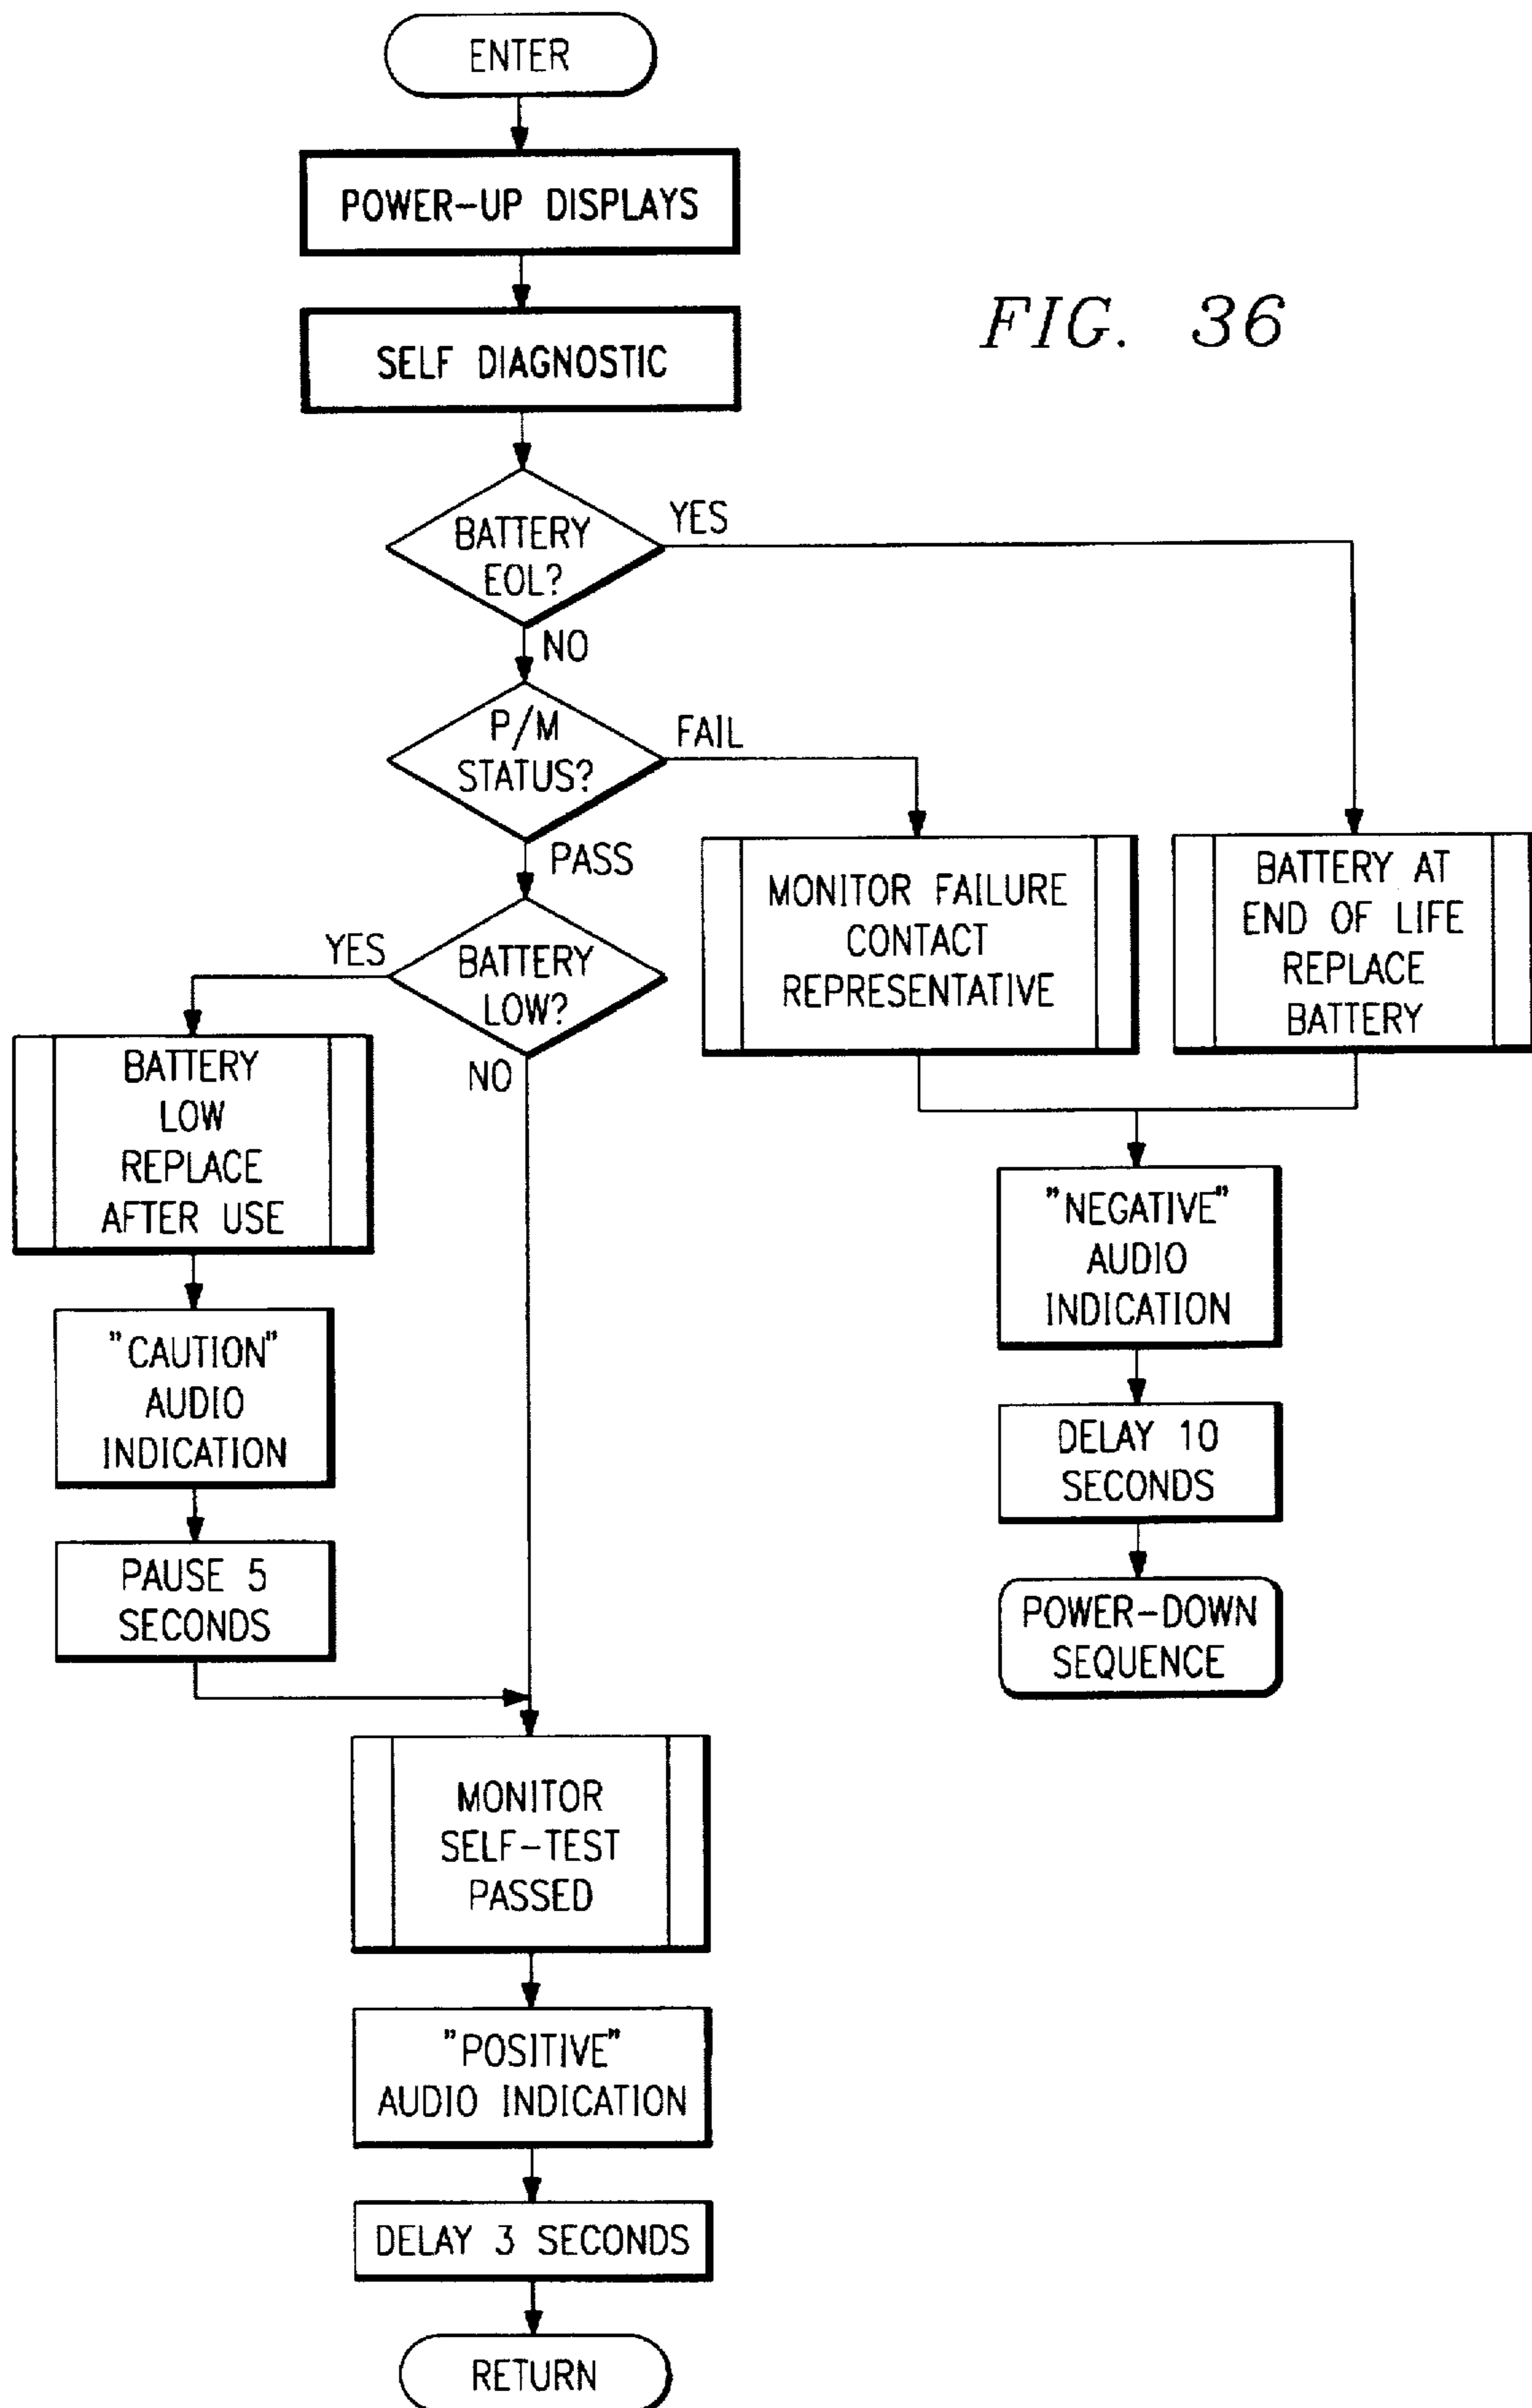 ENTER
POWER-UP DISPLAYS
SELF DIAGNOSTIC
FIG. 36
BATTERY
EOL?
YES
NO
P/M
STATUS?
FAIL
PASS
BATTERY
LOW?
YES
NO
MONITOR FAILURE
CONTACT
REPRESENTATIVE
BATTERY AT
END OF LIFE
REPLACE
BATTERY
BATTERY
LOW
REPLACE
AFTER USE
"NEGATIVE"
AUDIO
INDICATION
"CAUTION"
AUDIO
INDICATION
DELAY 10
SECONDS
PAUSE 5
SECONDS
POWER-DOWN
SEQUENCE
MONITOR
SELF-TEST
PASSED
"POSITIVE"
AUDIO INDICATION
DELAY 3 SECONDS
RETURN